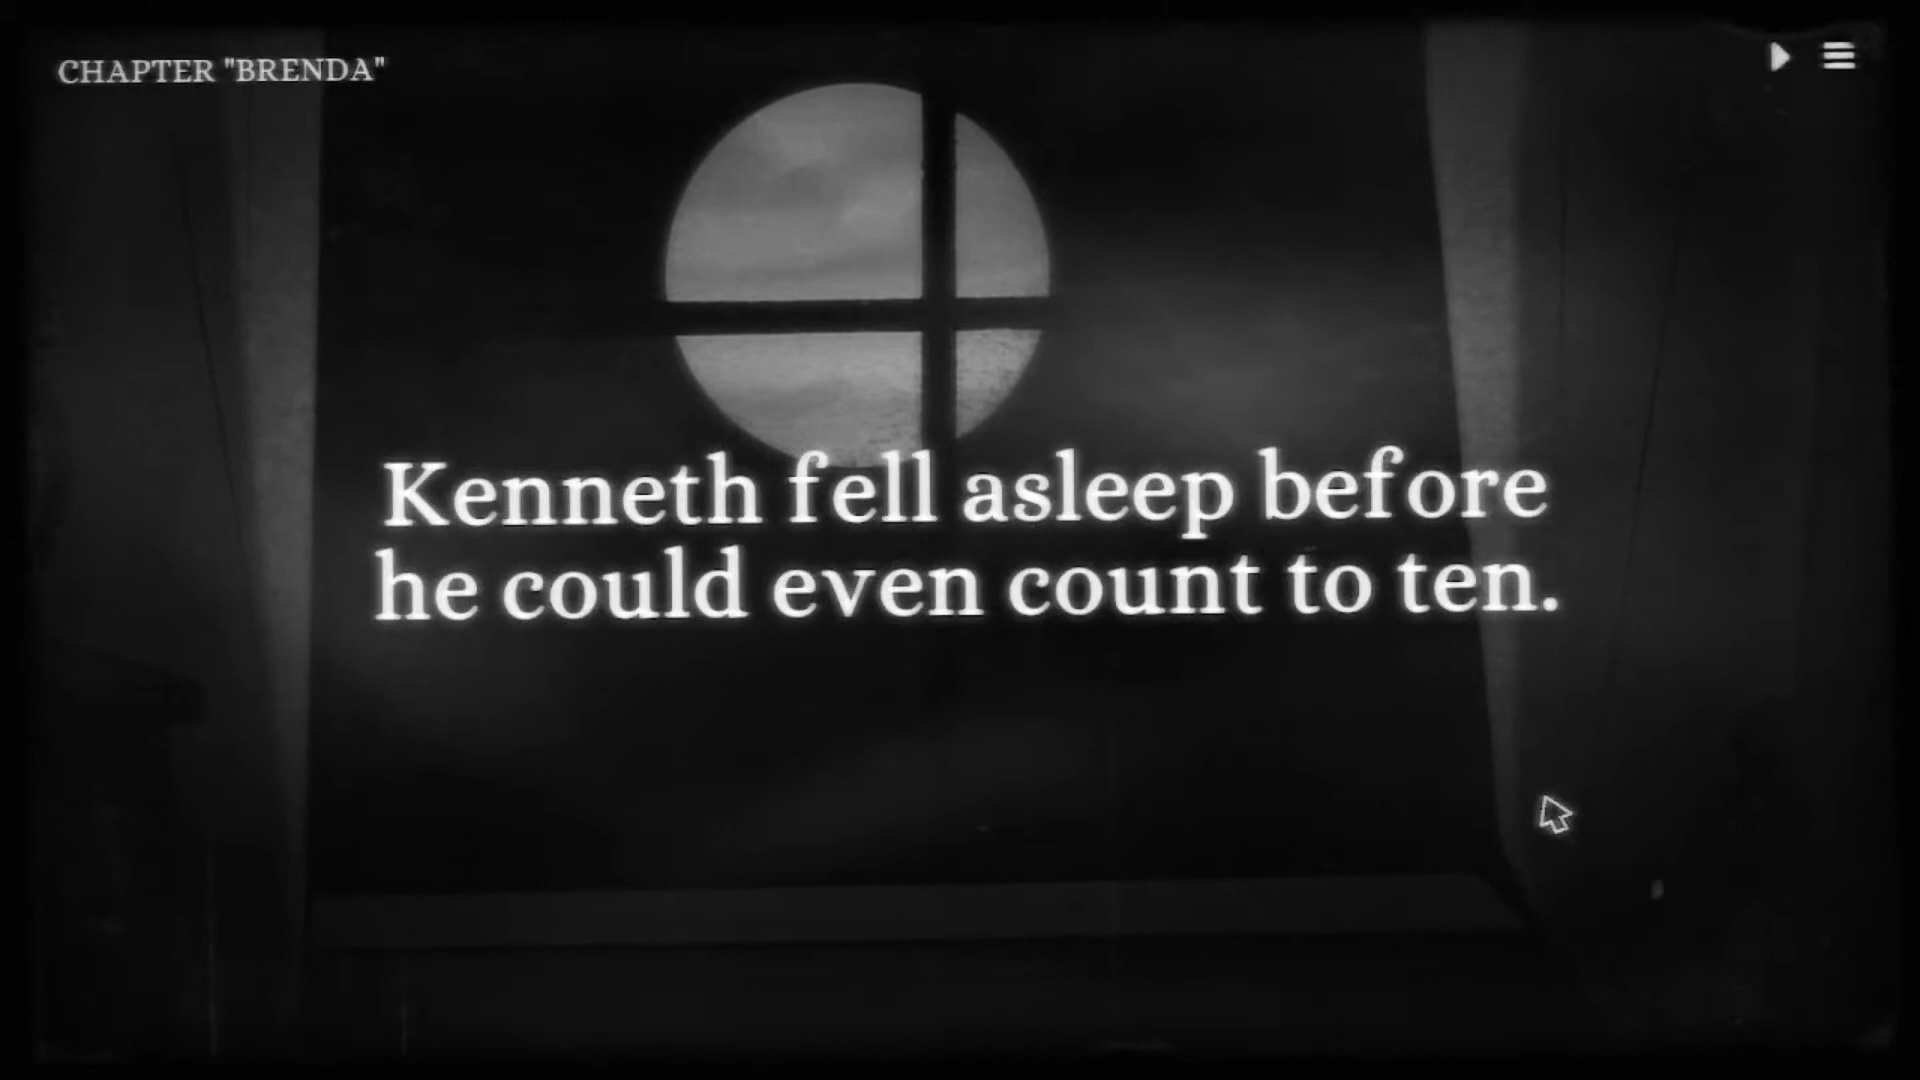 CHAPTER "BRENDA"
Kenneth fell asleep before
he could even count to ten.